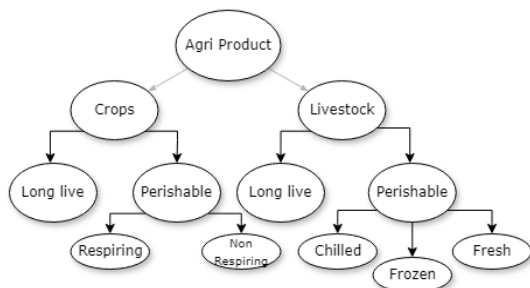 Agri Product
Crops
Livestock
Long live
Perishable
Long live
Perishable
Respiring
Non
Respiring
Chilled
Frozen
Fresh